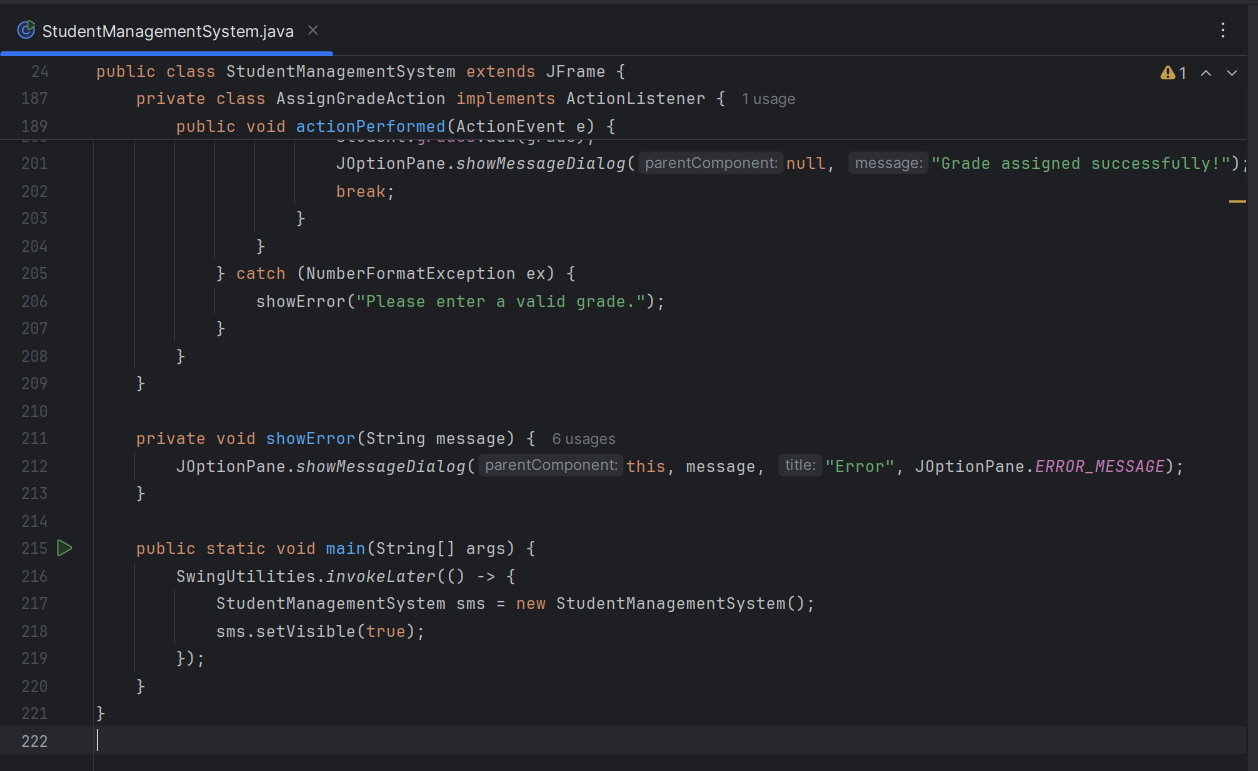 StudentManagementSystem.java
24 public class StudentManagementSystem extends JFrame { 1
187 private class AssignGradeAction implements ActionListener { 1 usage
189 public void actionPerformed(ActionEvent e) {
201 JOptionPane.showMessageDialog( parentComponent: null, message: "Grade assigned successfully!");
202 break;
203 }
204 }
205 } catch (NumberFormatException ex) {
206 showError("Please enter a valid grade.");
207 }
208 }
209 }
210
211 private void showError(String message) { 6 usages
212 JOptionPane.showMessageDialog( parentComponent: this, message, title: "Error", JOptionPane.ERROR_MESSAGE);
213 }
214
215 public static void main(String[] args) {
216 SwingUtilities.invokeLater(() -> {
217 StudentManagementSystem sms = new StudentManagementSystem();
218 sms.setVisible(true);
219 });
220 }
221 }
222